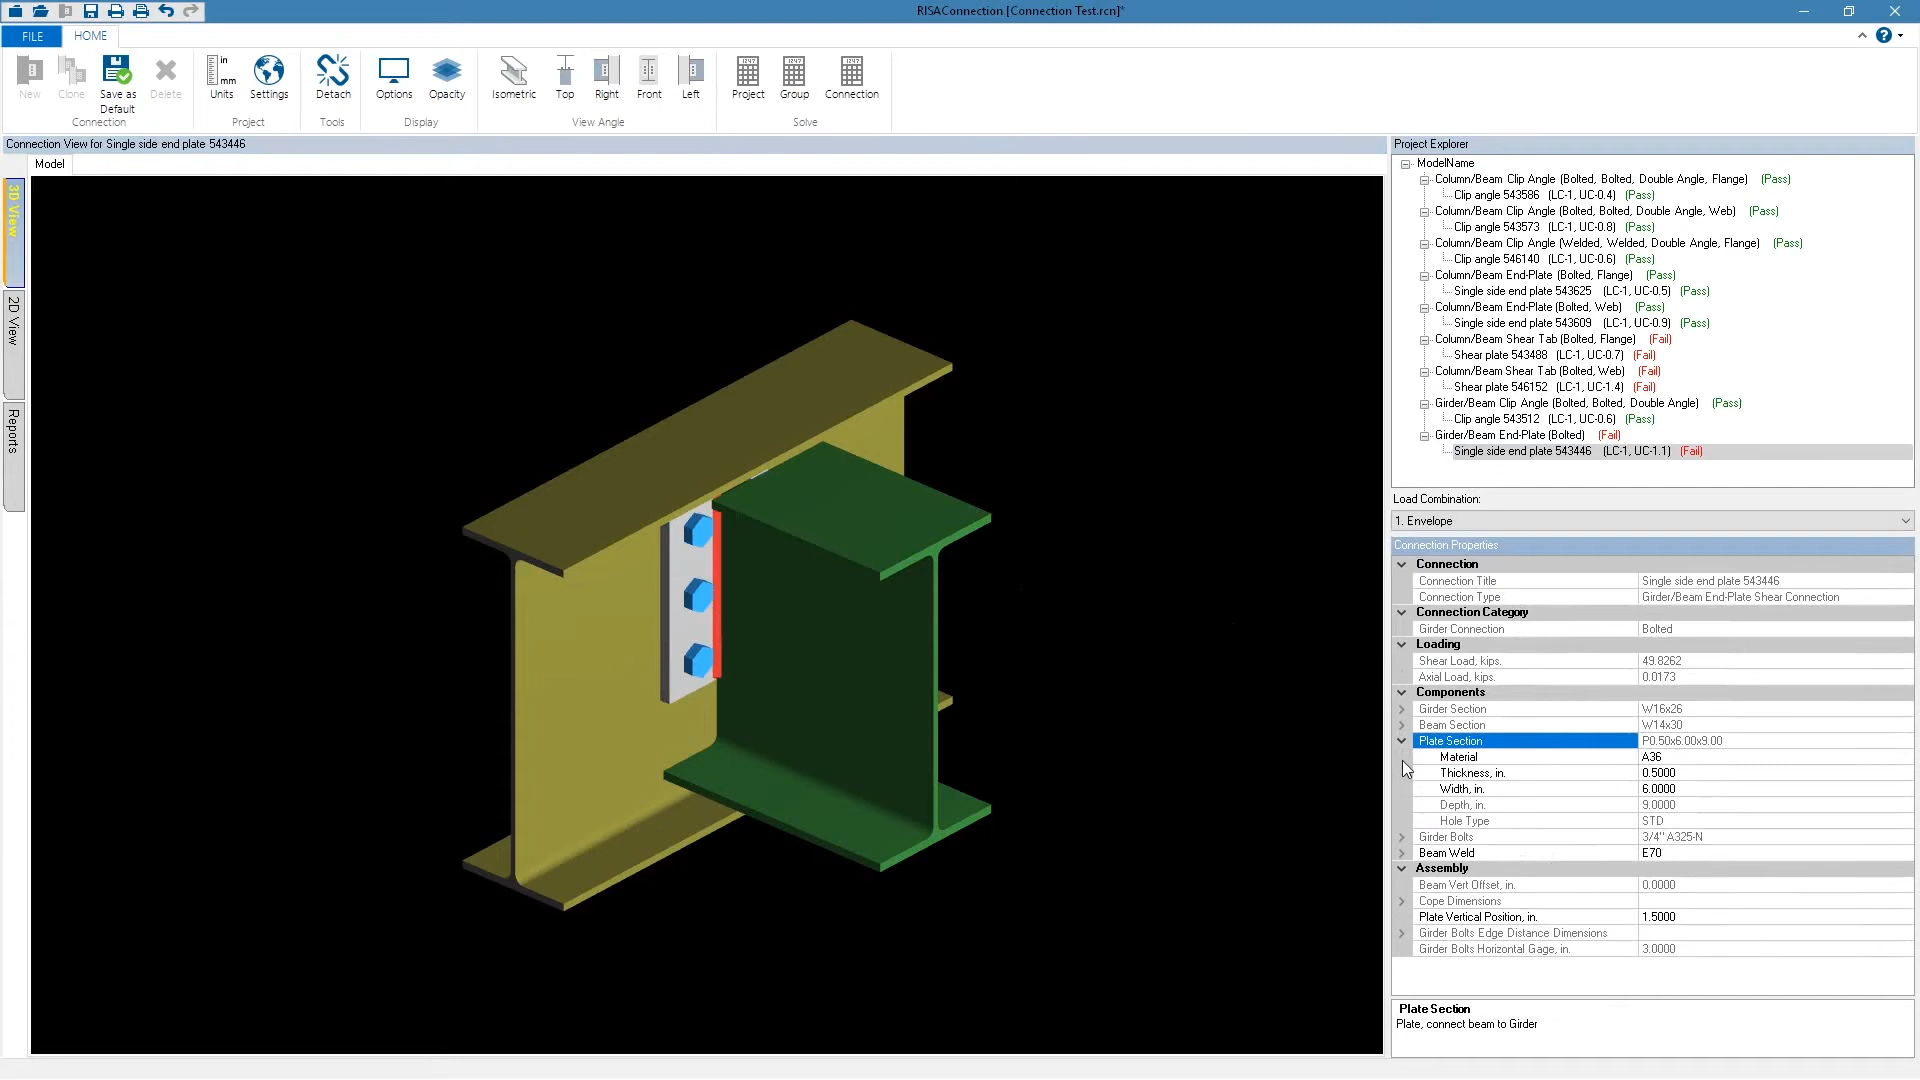 RISAConnection [Connection Test.rcn]*
FILE
HOME
New
Clone
Save as
Default
Delete
in
mm
Units
Settings
Detach
Options
Opacity
Isometric
Top
Right
Front
Left
Project
Group
Connection
Connection
Project
Tools
Display
View Angle
Solve
Connection View for Single side end plate 543446
Model
3D View
2D View
Reports
Project Explorer
ModelName
Column/Beam Clip Angle (Bolted, Bolted, Double Angle, Flange) (Pass)
Clip angle 543586 (LC-1, UC-0.4) (Pass)
Column/Beam Clip Angle (Bolted, Bolted, Double Angle, Web) (Pass)
Clip angle 543573 (LC-1, UC-0.8) (Pass)
Column/Beam Clip Angle (Welded, Welded, Double Angle, Flange) (Pass)
Clip angle 546140 (LC-1, UC-0.6) (Pass)
Column/Beam End-Plate (Bolted, Flange) (Pass)
Single side end plate 543625 (LC-1, UC-0.5) (Pass)
Column/Beam End-Plate (Bolted, Web) (Pass)
Single side end plate 543609 (LC-1, UC-0.9) (Pass)
Column/Beam Shear Tab (Bolted, Flange) (Fail)
Shear plate 543488 (LC-1, UC-0.7) (Fail)
Column/Beam Shear Tab (Bolted, Web) (Fail)
Shear plate 546152 (LC-1, UC-1.4) (Fail)
Girder/Beam Clip Angle (Bolted, Bolted, Double Angle) (Pass)
Clip angle 543512 (LC-1, UC-0.6) (Pass)
Girder/Beam End-Plate (Bolted) (Fail)
Single side end plate 543446 (LC-1, UC-1.1) (Fail)
Load Combination:
1. Envelope
Connection Properties
Connection
Connection Title Single side end plate 543446
Connection Type Girder/Beam End-Plate Shear Connection
Connection Category
Girder Connection Bolted
Loading
Shear Load, kips. 49.8262
Axial Load, kips. 0.0173
Components
Girder Section W16x26
Beam Section W14x30
Plate Section P0.50x6.00x9.00
Material A36
Thickness, in. 0.5000
Width, in. 6.0000
Depth, in. 9.0000
Hole Type STD
Girder Bolts 3/4" A325-N
Beam Weld E70
Assembly
Beam Vert Offset, in. 0.0000
Cope Dimensions
Plate Vertical Position, in. 1.5000
Girder Bolts Edge Distance Dimensions
Girder Bolts Horizontal Gage, in. 3.0000
Plate Section
Plate, connect beam to Girder